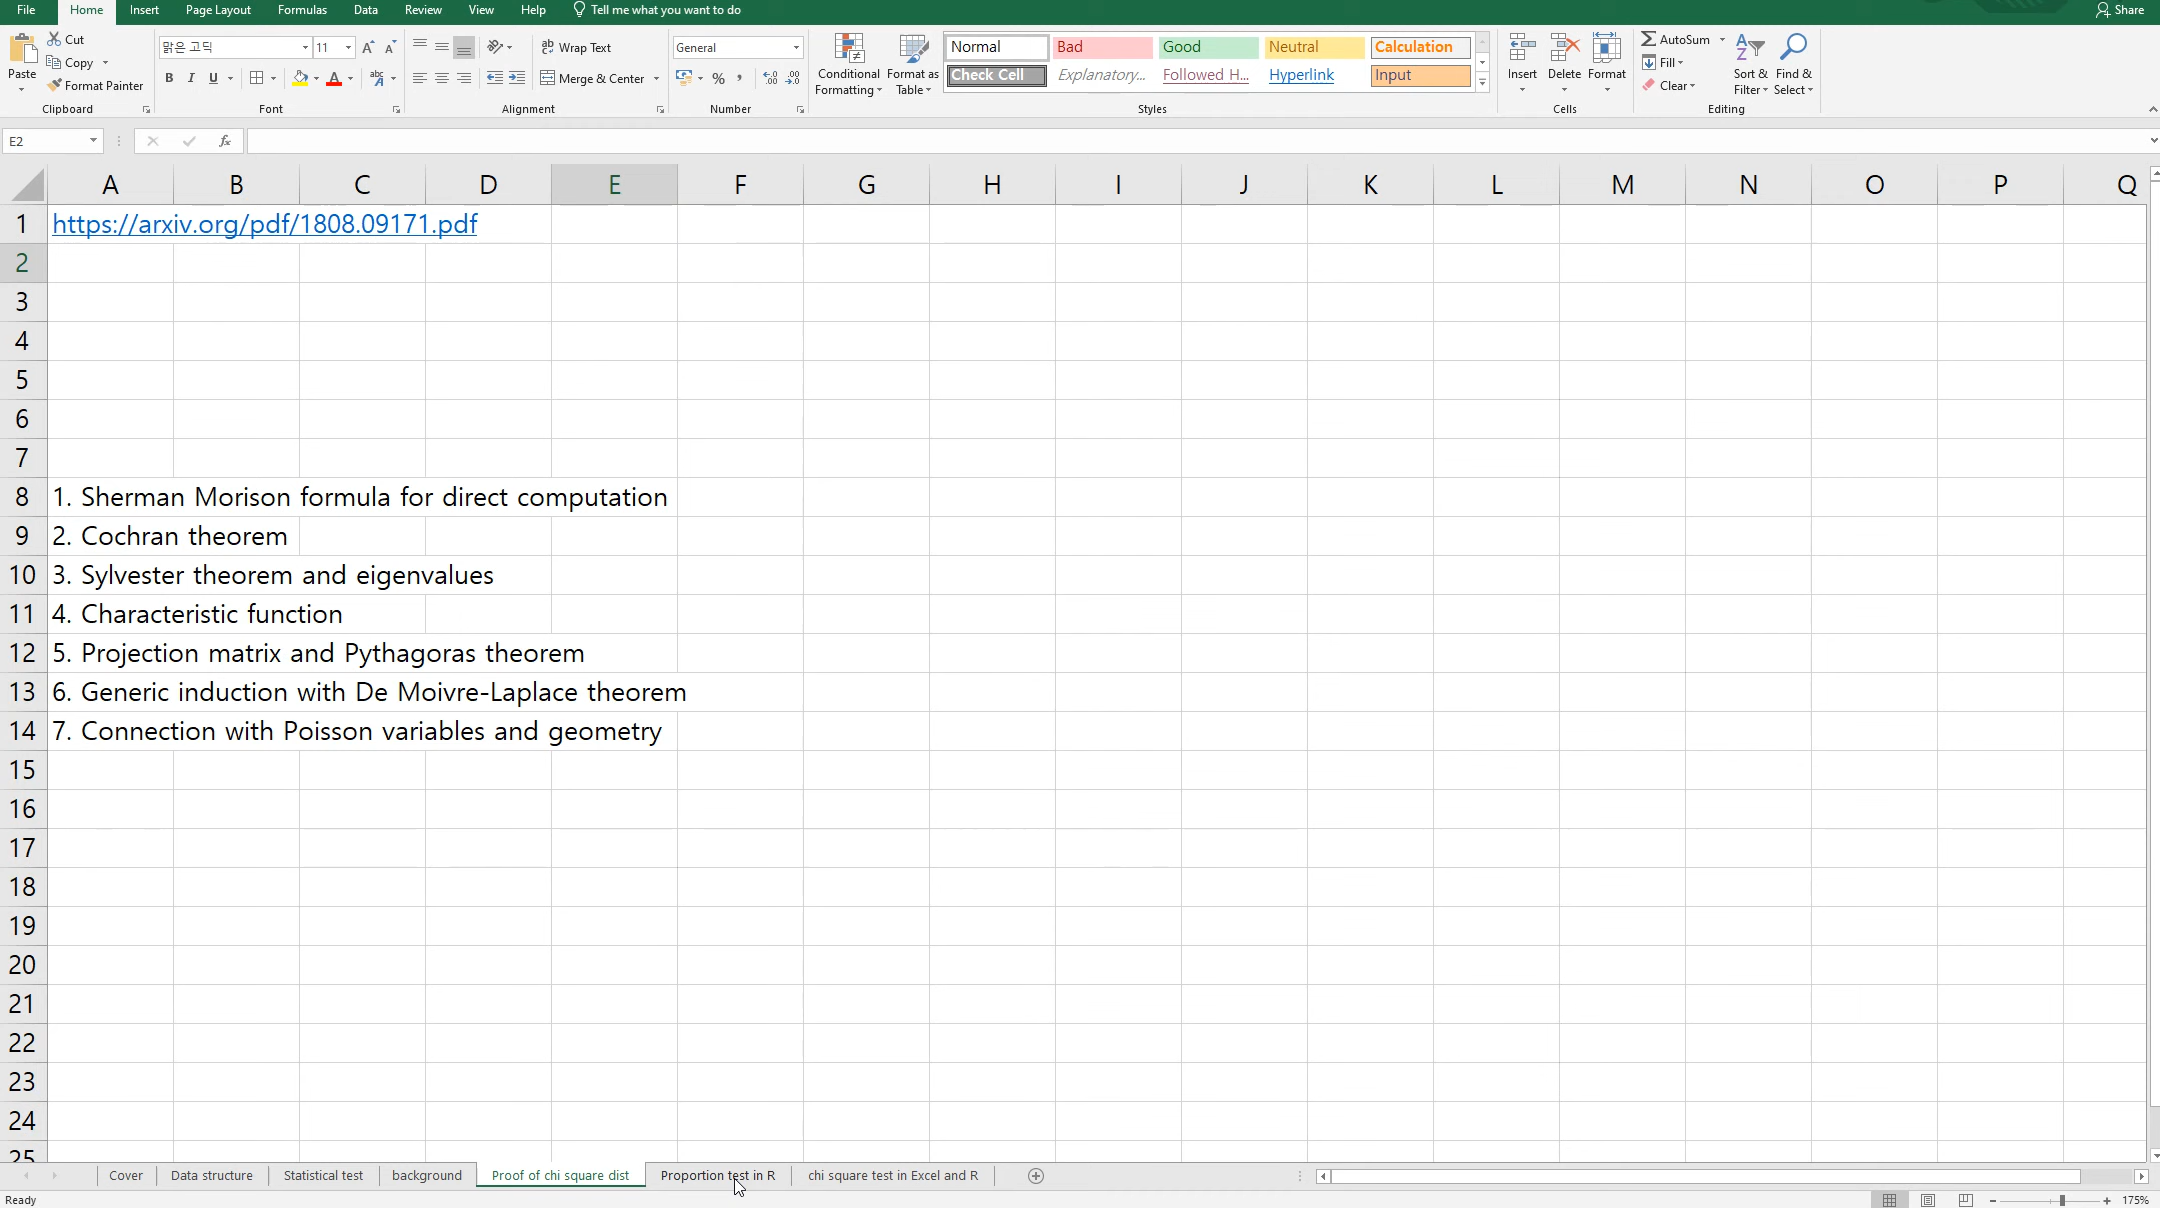 File Home Insert Page Layout Formulas Data Review View Help Tell me what you want to do Share
Paste Cut Copy Format Painter Clipboard
맑은 고딕 11 B I U Font
Wrap Text Merge & Center Alignment
General % Number
Conditional Formatting Format as Table
Normal Bad Good Neutral Calculation
Check Cell Explanatory... Followed H... Hyperlink Input
Styles
Insert Delete Format Cells
AutoSum Fill Clear Sort & Filter Find & Select Editing
E2 fx
A B C D E F G H I J K L M N O P Q
1 https://arxiv.org/pdf/1808.09171.pdf
2
3
4
5
6
7
8 1. Sherman Morison formula for direct computation
9 2. Cochran theorem
10 3. Sylvester theorem and eigenvalues
11 4. Characteristic function
12 5. Projection matrix and Pythagoras theorem
13 6. Generic induction with De Moivre-Laplace theorem
14 7. Connection with Poisson variables and geometry
15
16
17
18
19
20
21
22
23
24
25
Cover Data structure Statistical test background Proof of chi square dist Proportion test in R chi square test in Excel and R
Ready 175%